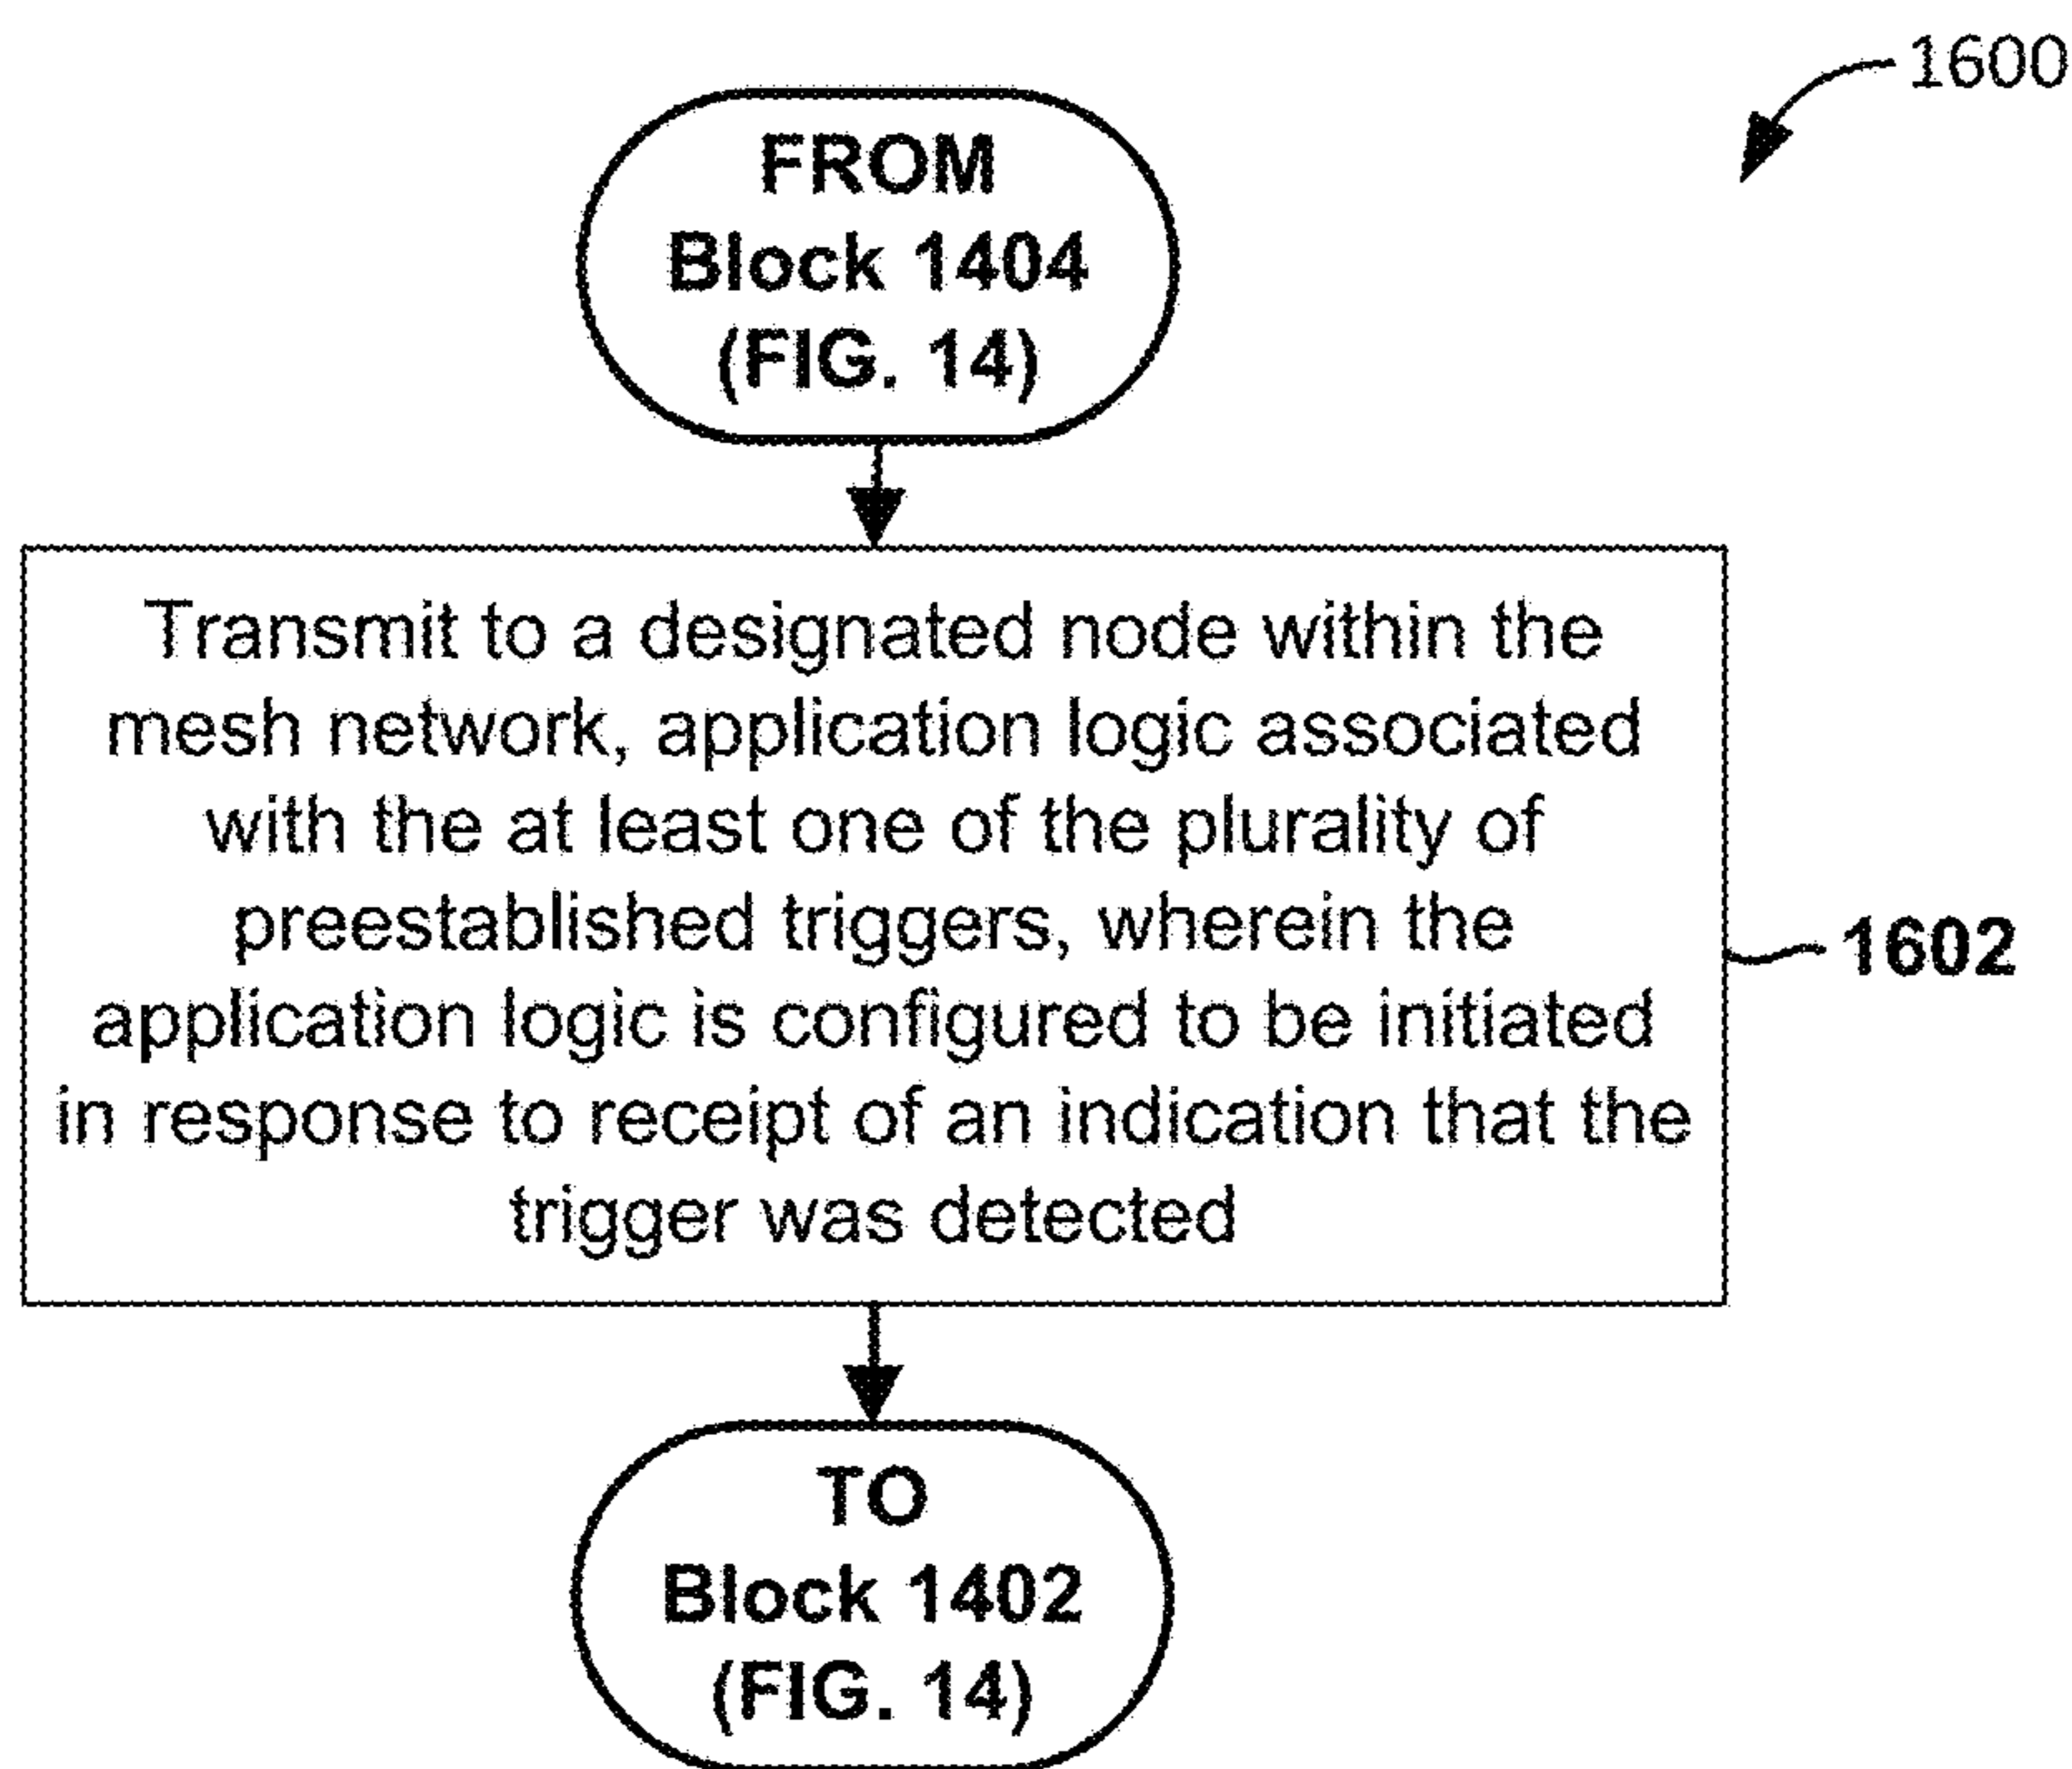 1600
FROM
Block 1404
(FIG. 14)
Transmit to a designated node within the
mesh network, application logic associated
with the at least one of the plurality of
preestablished triggers, wherein the
application logic is configured to be initiated
in response to receipt of an indication that the
trigger was detected
1602
TO
Block 1402
(FIG. 14)